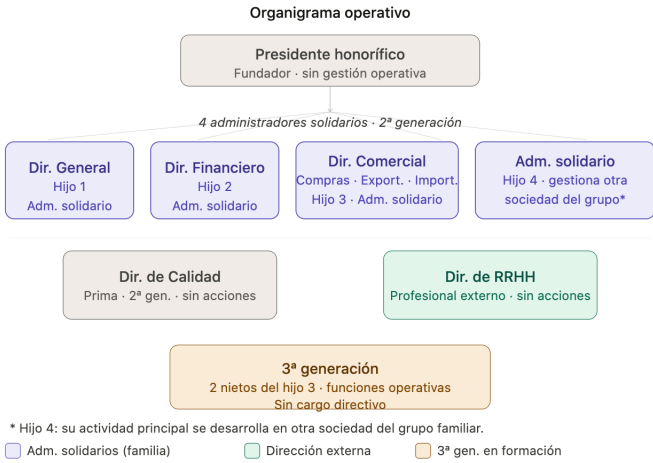 Organigrama operativo
Presidente honorífico
Fundador · sin gestión operativa
4 administradores solidarios · 2ª generación
Dir. General
Hijo 1
Adm. solidario
Dir. Financiero
Hijo 2
Adm. solidario
Dir. Comercial
Compras · Export. · Import.
Hijo 3 · Adm. solidario
Adm. solidario
Hijo 4 · gestiona otra
sociedad del grupo*
Dir. de Calidad
Prima · 2ª gen. · sin acciones
Dir. de RRHH
Profesional externo · sin acciones
3ª generación
2 nietos del hijo 3 · funciones operativas
Sin cargo directivo
* Hijo 4: su actividad principal se desarrolla en otra sociedad del grupo familiar.
Adm. solidarios (familia)
Dirección externa
3ª gen. en formación